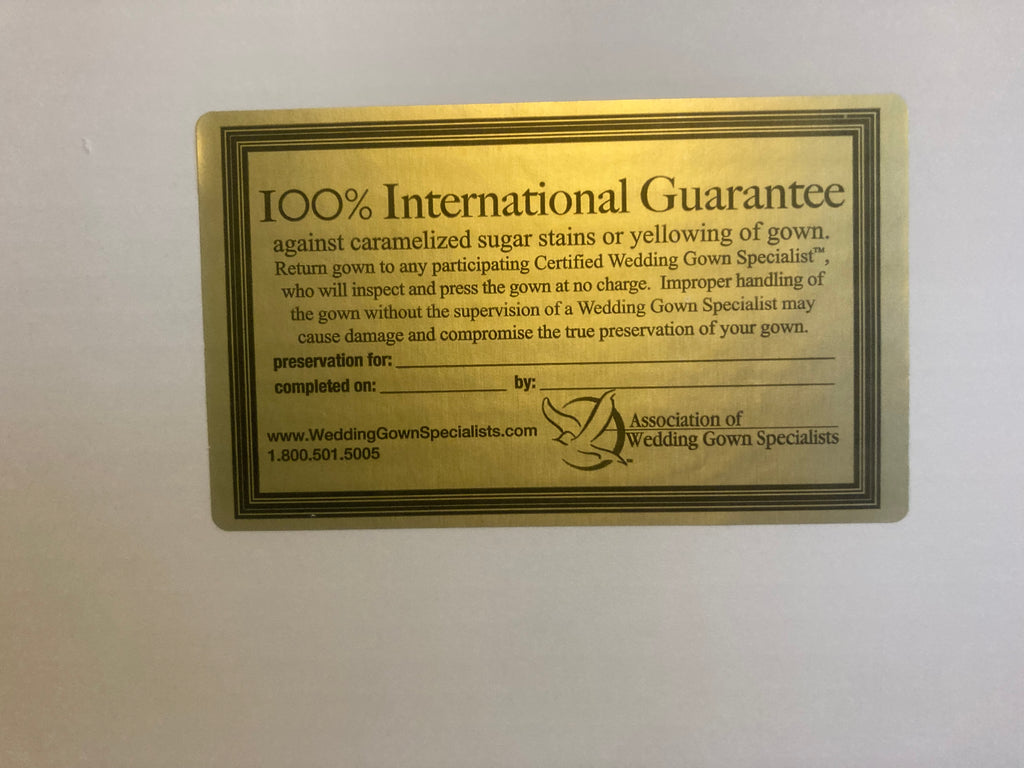 100% International Guarantee
against caramelized sugar stains or yellowing of gown.
Return gown to any participating Certified Wedding Gown Specialist™,
who will inspect and press the gown at no charge. Improper handling of
the gown without the supervision of a Wedding Gown Specialist may
cause damage and compromise the true preservation of your gown.
preservation for:
completed on: by:
www.WeddingGownSpecialists.com
1.800.501.5005
Association of
Wedding Gown Specialists